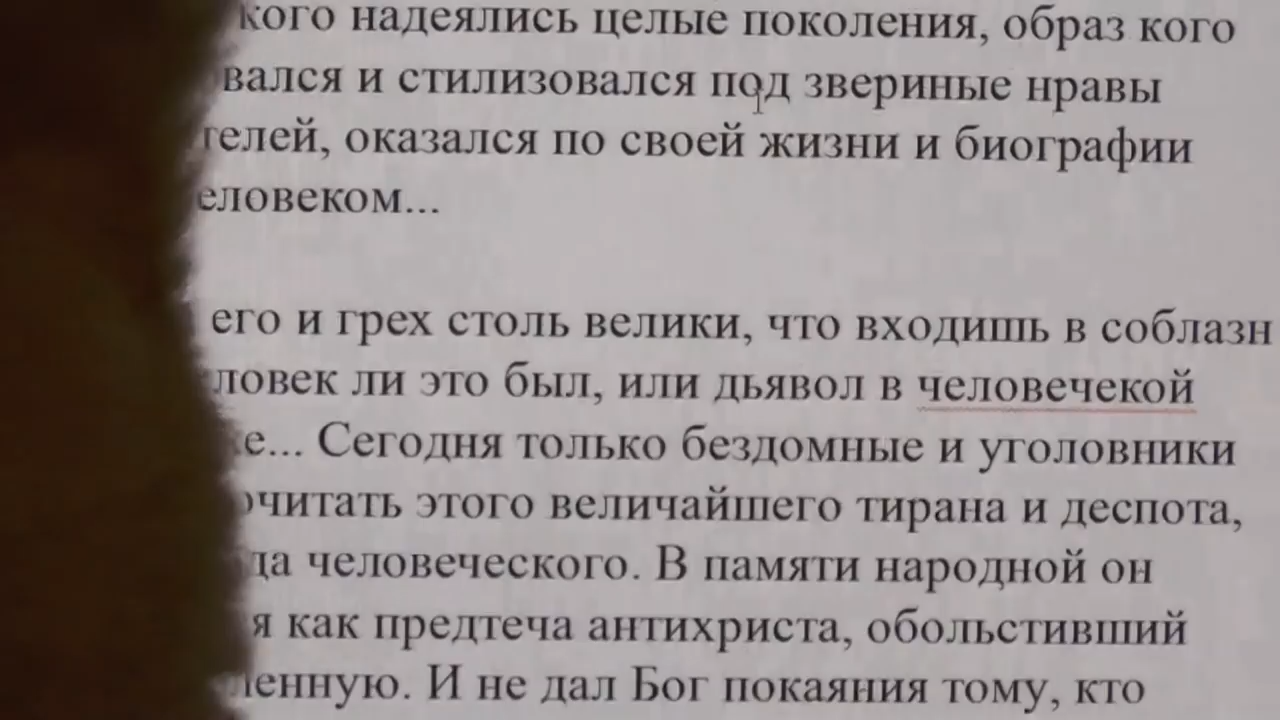 кого надеялись целые поколения, образ кого
вался и стилизовался под звериные нравы
телей, оказался по своей жизни и биографии
еловеком...
его и грех столь велики, что входишь в соблазн
ловек ли это был, или дьявол в человечекой
е... Сегодня только бездомные и уголовники
очитать этого величайшего тирана и деспота,
да человеческого. В памяти народной он
я как предтеча антихриста, обольстивший
ленную. И не дал Бог покаяния тому, кто